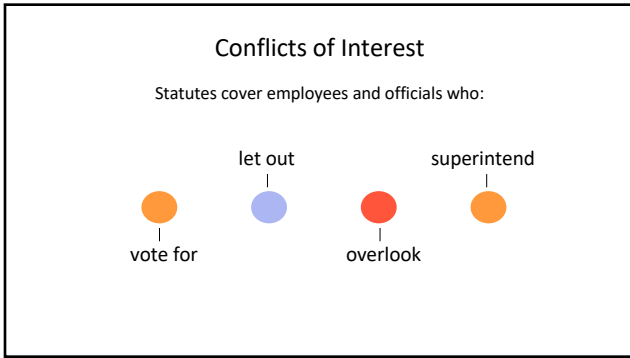 Conflicts of Interest
Statutes cover employees and officials who:
let out
superintend
vote for
overlook